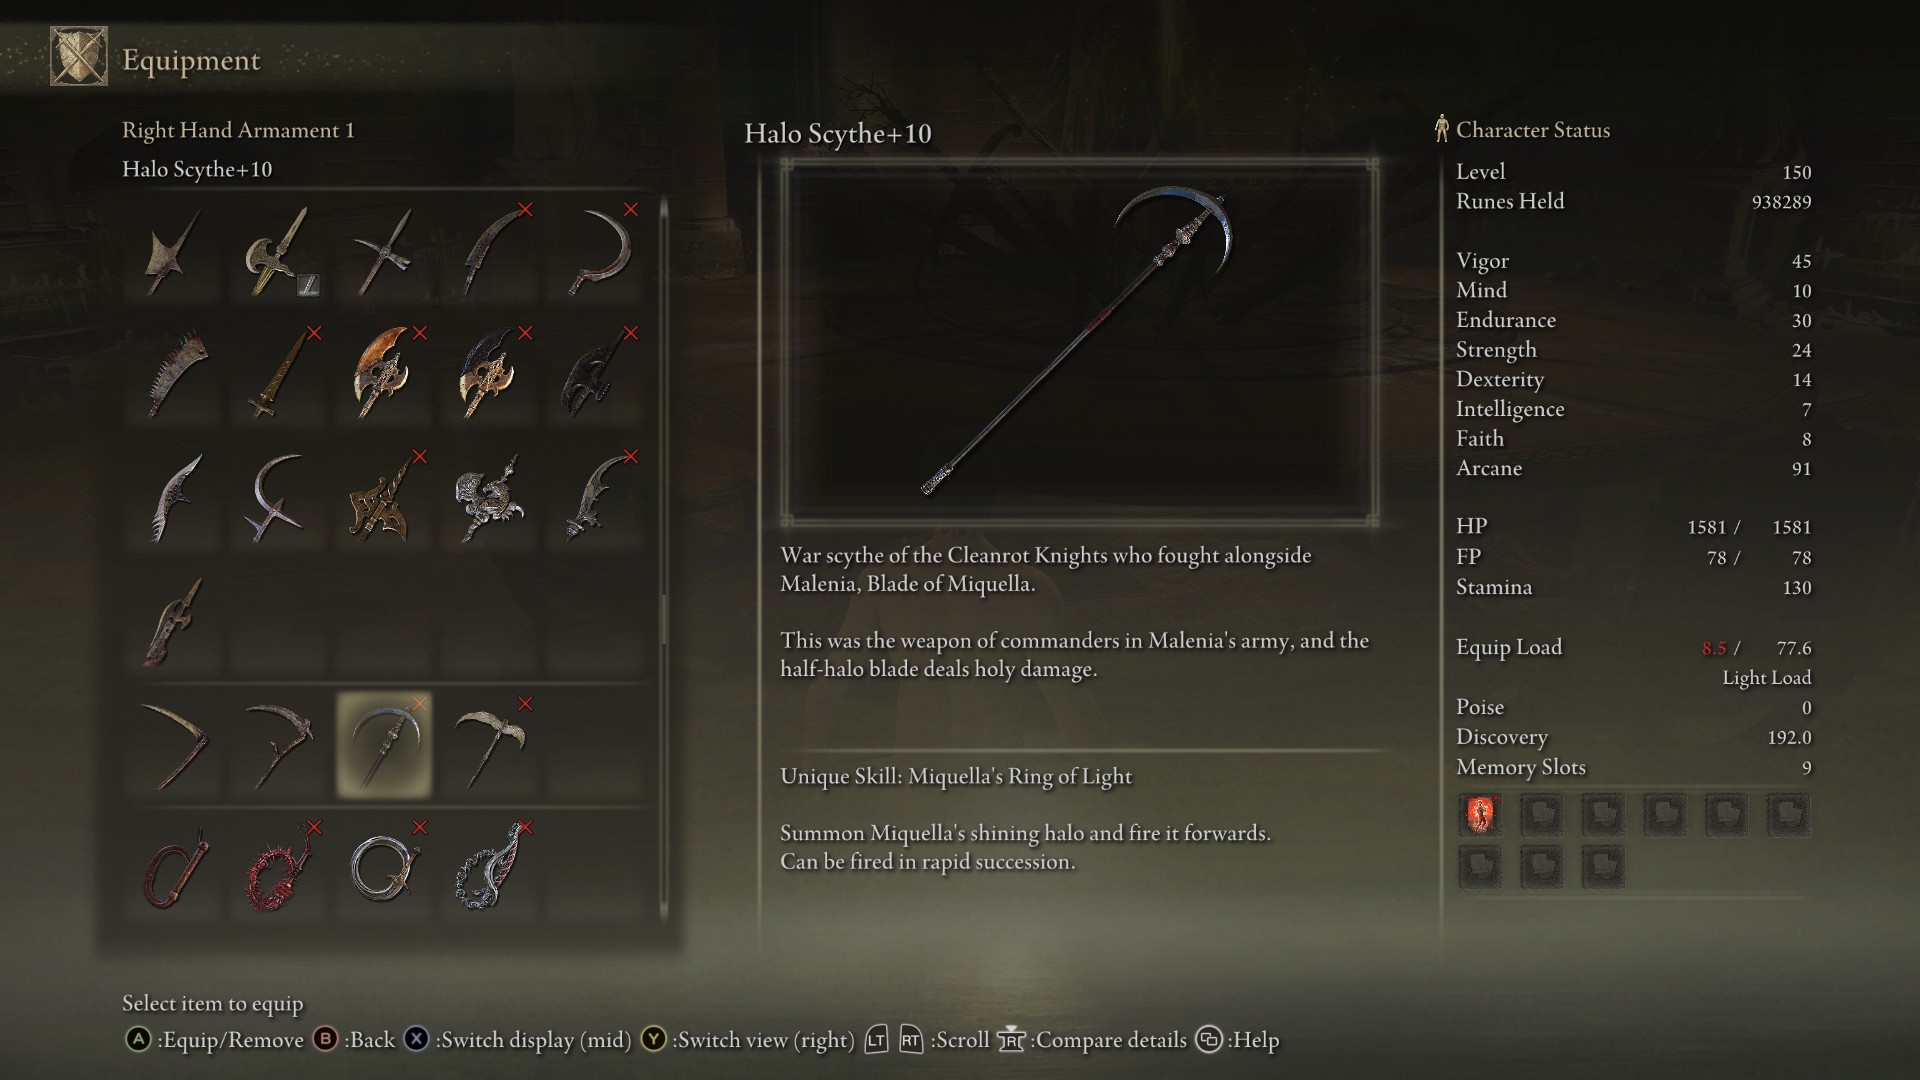 Equipment
Right Hand Armament 1
Halo Scythe+10
Halo Scythe+10
War scythe of the Cleanrot Knights who fought alongside
Malenia, Blade of Miquella.
This was the weapon of commanders in Malenia's army, and the
half-halo blade deals holy damage.
Unique Skill: Miquella's Ring of Light
Summon Miquella's shining halo and fire it forwards.
Can be fired in rapid succession.
Character Status
Level 150
Runes Held 938289
Vigor 45
Mind 10
Endurance 30
Strength 24
Dexterity 14
Intelligence 7
Faith 8
Arcane 91
HP 1581 / 1581
FP 78 / 78
Stamina 130
Equip Load 8.5 / 77.6
Light Load
Poise 0
Discovery 192.0
Memory Slots 9
Select item to equip
A :Equip/Remove B :Back X :Switch display (mid) Y :Switch view (right) LT RT :Scroll R :Compare details :Help